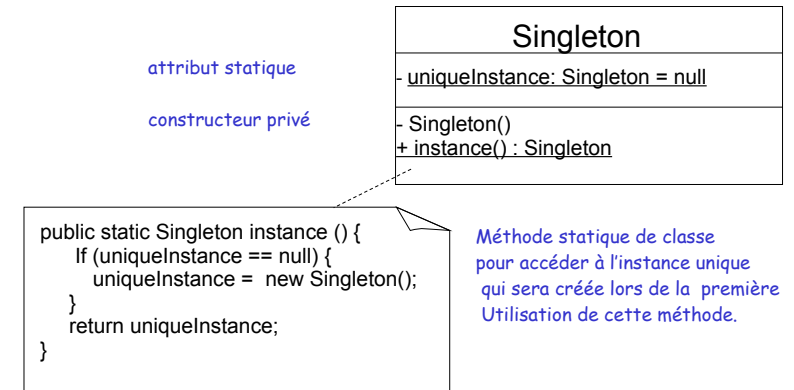 Singleton
attribut statique
- uniqueInstance: Singleton = null
constructeur privé
- Singleton()
+ instance() : Singleton
public static Singleton instance () {
If (uniqueInstance == null) {
uniqueInstance = new Singleton();
}
return uniqueInstance;
}
Méthode statique de classe
pour accéder à l'instance unique
qui sera créée lors de la première
Utilisation de cette méthode.